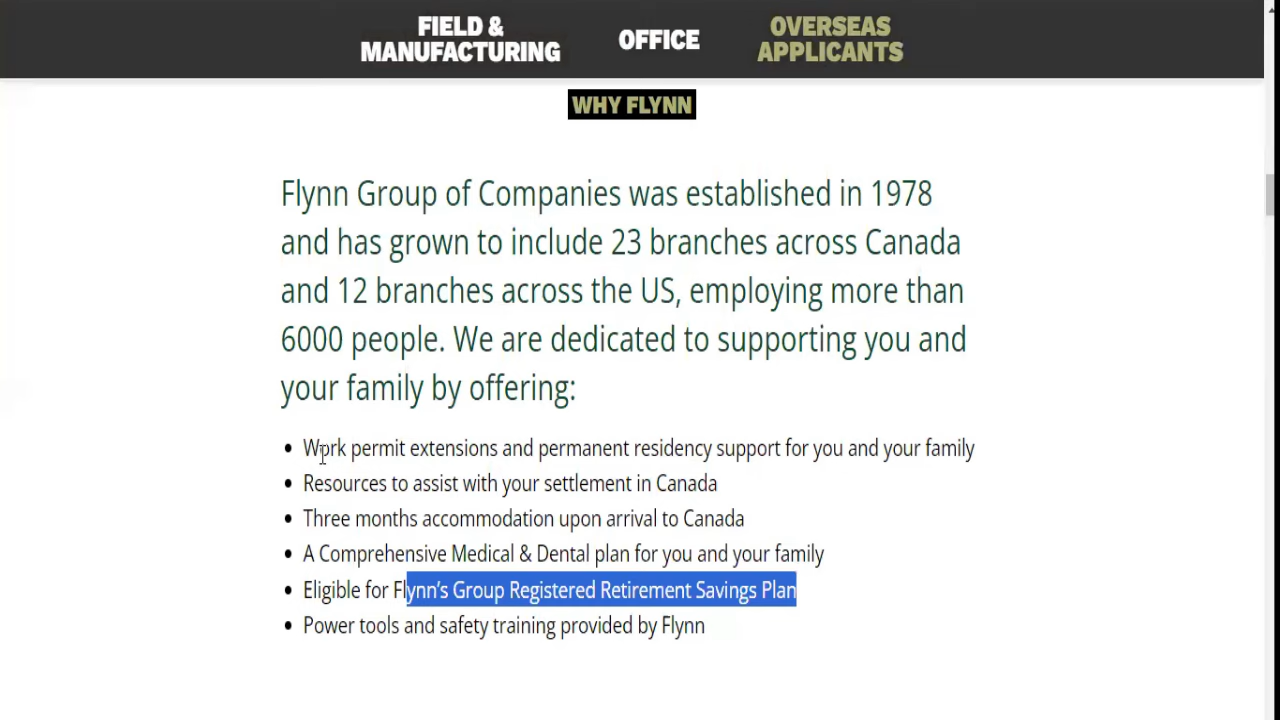 FIELD &
MANUFACTURING
OFFICE
OVERSEAS
APPLICANTS
WHY FLYNN
Flynn Group of Companies was established in 1978
and has grown to include 23 branches across Canada
and 12 branches across the US, employing more than
6000 people. We are dedicated to supporting you and
your family by offering:
• Work permit extensions and permanent residency support for you and your family
• Resources to assist with your settlement in Canada
• Three months accommodation upon arrival to Canada
• A Comprehensive Medical & Dental plan for you and your family
• Eligible for Flynn’s Group Registered Retirement Savings Plan
• Power tools and safety training provided by Flynn